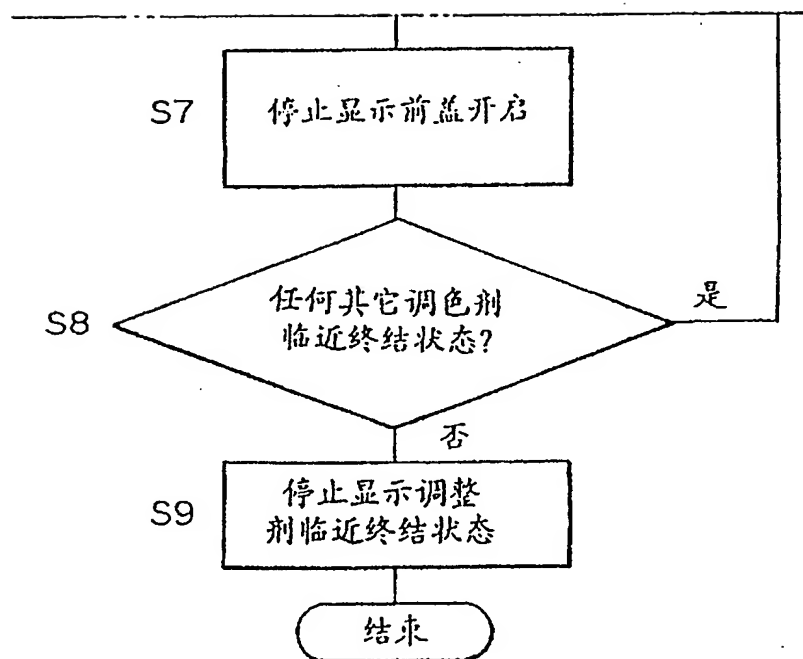 S7
停止显示前盖开启
S8
任何其它调色剂
临近终结状态?
是
否
S9
停止显示调整
剂临近终结状态
结束